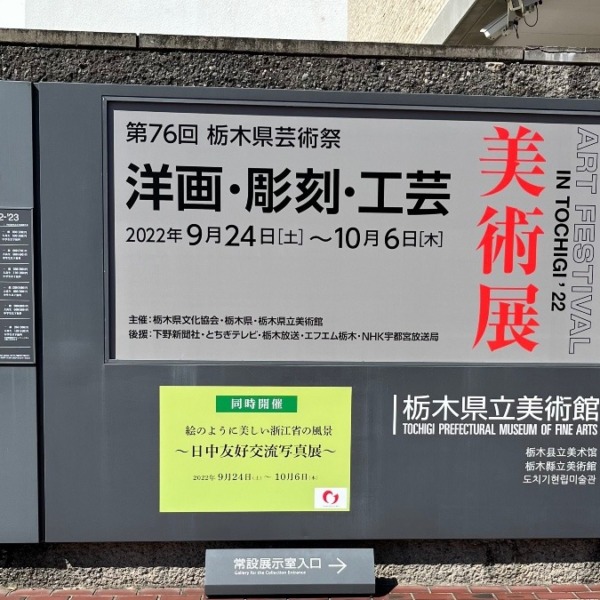 第76回 栃木県芸術祭
洋画・彫刻・工芸
2022年 9月24日[土] ～10月6日[木]
主催：栃木県文化協会・栃木県・栃木県立美術館
後援：下野新聞社・とちぎテレビ・栃木放送・エフエム栃木・NHK宇都宮放送局
美術展
ART FESTIVAL
IN TOCHIGI '22
2-'23
同時開催
絵のように美しい浙江省の風景
～日中友好交流写真展～
2022年 9月24日(土) ～ 10月6日(木)
栃木県立美術館
TOCHIGI PREFECTURAL MUSEUM OF FINE ARTS
栃木县立美术馆
栃木縣立美術館
도치기현립미술관
常設展示室入口 →
Gallery for the Collection Entrance